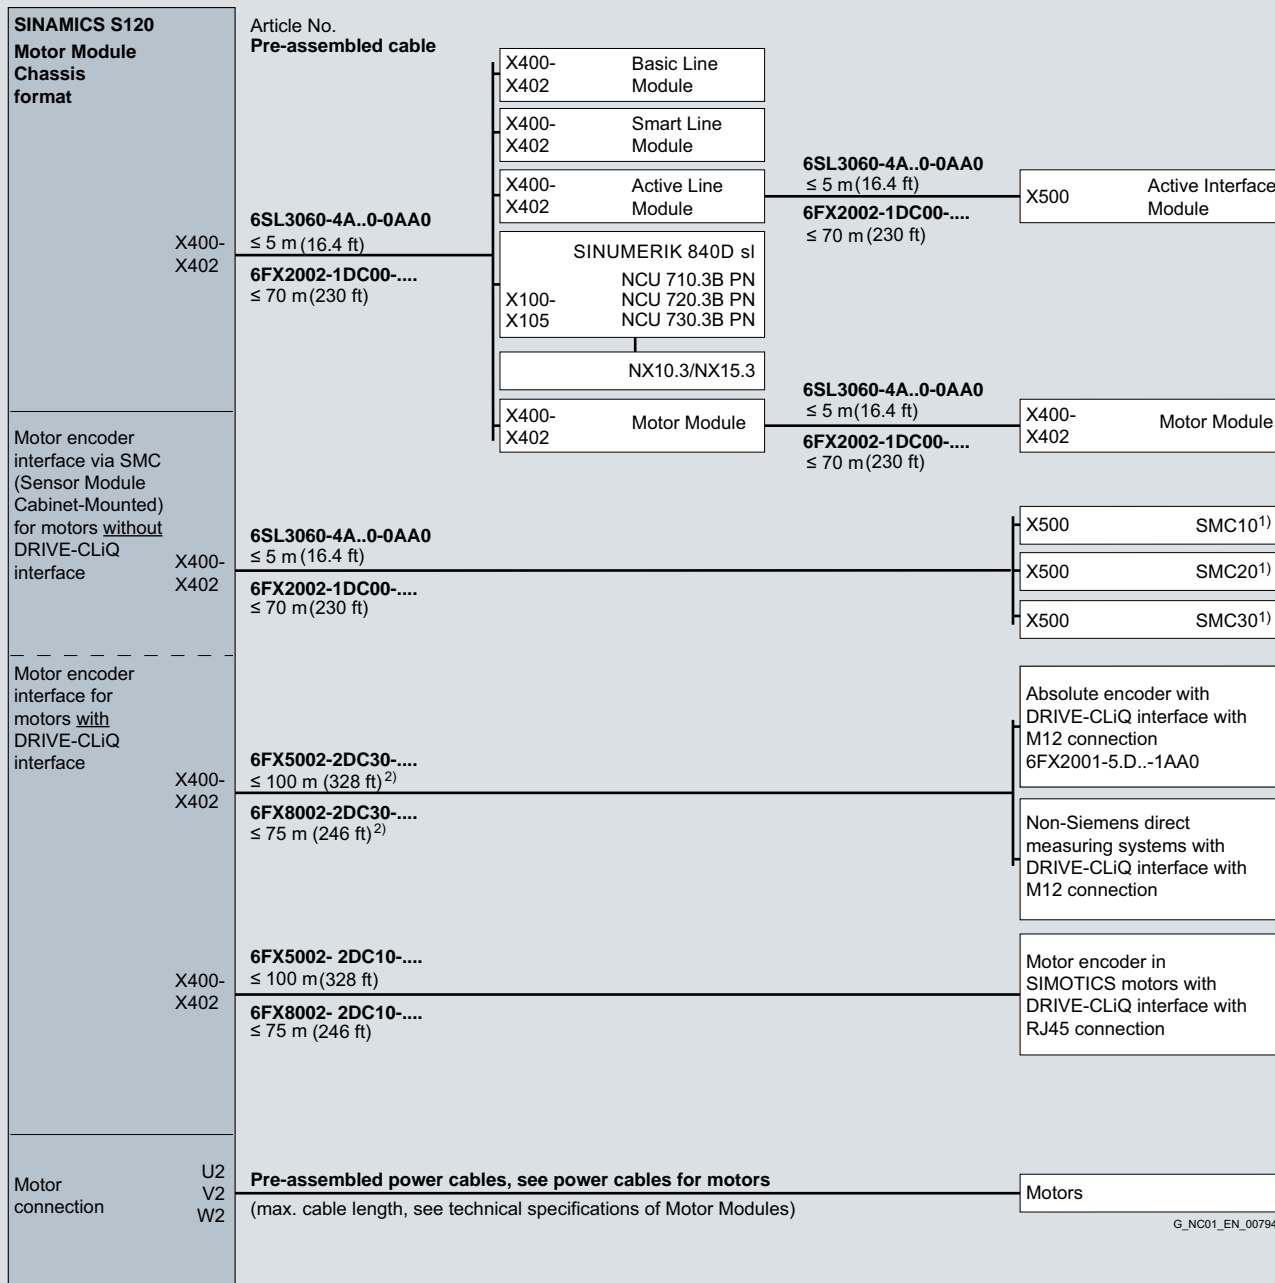 SINAMICS S120
Motor Module
Chassis
format
Article No.
Pre-assembled cable
X400-
X402
6SL3060-4A..0-0AA0
≤ 5 m (16.4 ft)
6FX2002-1DC00-....
≤ 70 m (230 ft)
X400-
X402
Basic Line
Module
X400-
X402
Smart Line
Module
X400-
X402
Active Line
Module
6SL3060-4A..0-0AA0
≤ 5 m (16.4 ft)
6FX2002-1DC00-....
≤ 70 m (230 ft)
X500
Active Interface
Module
SINUMERIK 840D sl
NCU 710.3B PN
NCU 720.3B PN
NCU 730.3B PN
X100-
X105
NX10.3/NX15.3
X400-
X402
Motor Module
6SL3060-4A..0-0AA0
≤ 5 m (16.4 ft)
6FX2002-1DC00-....
≤ 70 m (230 ft)
X400-
X402
Motor Module
Motor encoder
interface via SMC
(Sensor Module
Cabinet-Mounted)
for motors without
DRIVE-CLiQ
interface
X400-
X402
6SL3060-4A..0-0AA0
≤ 5 m (16.4 ft)
6FX2002-1DC00-....
≤ 70 m (230 ft)
X500 SMC10 1)
X500 SMC20 1)
X500 SMC30 1)
Motor encoder
interface for
motors with
DRIVE-CLiQ
interface
X400-
X402
6FX5002-2DC30-....
≤ 100 m (328 ft) 2)
6FX8002-2DC30-....
≤ 75 m (246 ft) 2)
Absolute encoder with
DRIVE-CLiQ interface with
M12 connection
6FX2001-5.D..-1AA0
Non-Siemens direct
measuring systems with
DRIVE-CLiQ interface with
M12 connection
X400-
X402
6FX5002- 2DC10-....
≤ 100 m (328 ft)
6FX8002- 2DC10-....
≤ 75 m (246 ft)
Motor encoder in
SIMOTICS motors with
DRIVE-CLiQ interface with
RJ45 connection
Motor
connection
U2
V2
W2
Pre-assembled power cables, see power cables for motors
(max. cable length, see technical specifications of Motor Modules)
Motors
G_NC01_EN_00794